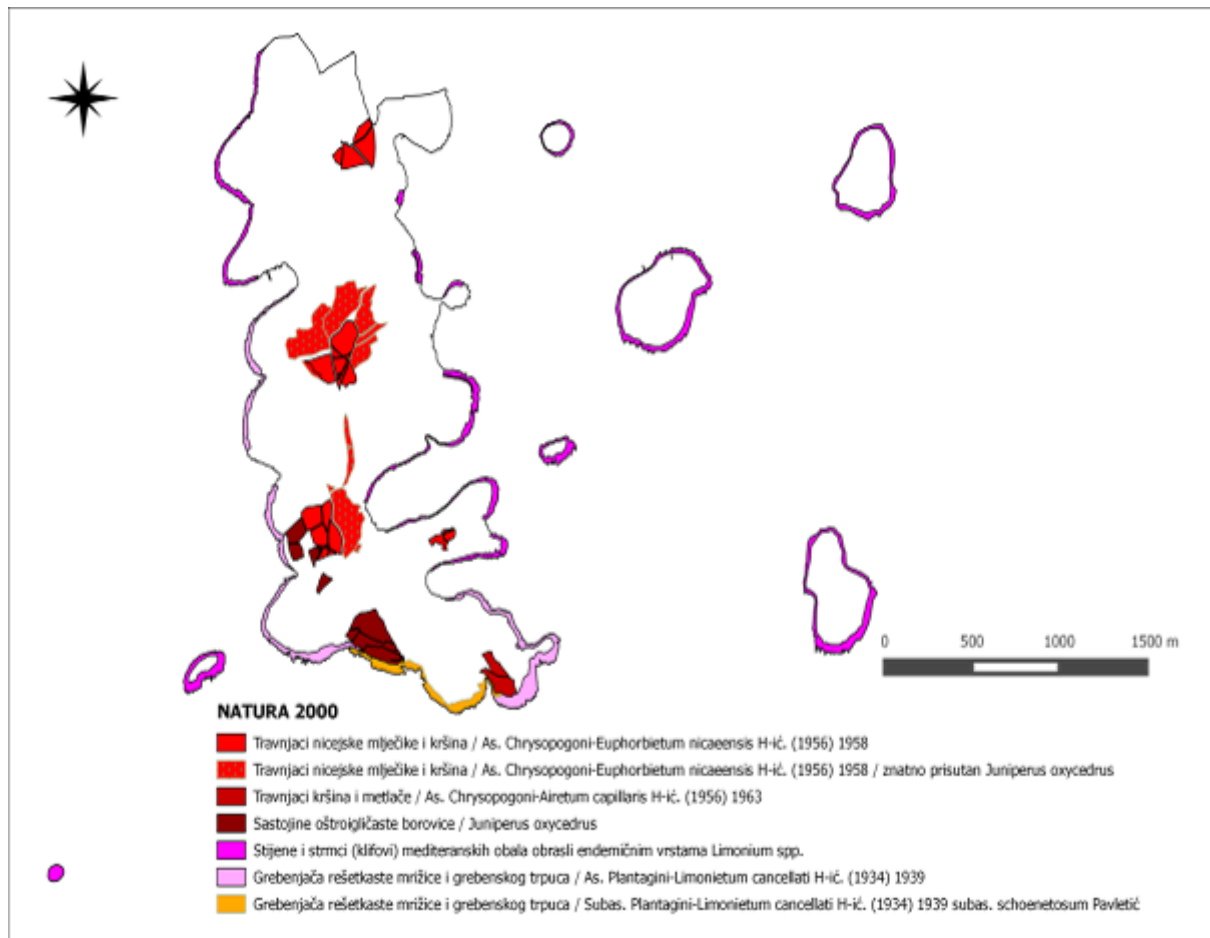 0 500 1000 1500 m
NATURA 2000
Travnjaci nicejske mlječike i kršina / As. Chrysopogoni-Euphorbietum nicaeensis H-ić. (1956) 1958
Travnjaci nicejske mlječike i kršina / As. Chrysopogoni-Euphorbietum nicaeensis H-ić. (1956) 1958 / znatno prisutan Juniperus oxycedrus
Travnjaci kršina i metlače / As. Chrysopogoni-Airetum capillaris H-ić. (1956) 1963
Sastojine oštroigličaste borovice / Juniperus oxycedrus
Stijene i strmci (klifovi) mediteranskih obala obrasli endemičnim vrstama Limonium spp.
Grebenjača rešetkaste mrižice i grebenskog trpuca / As. Plantagini-Limonietum cancellati H-ić. (1934) 1939
Grebenjača rešetkaste mrižice i grebenskog trpuca / Subas. Plantagini-Limonietum cancellati H-ić. (1934) 1939 subas. schoenetosum Pavletić